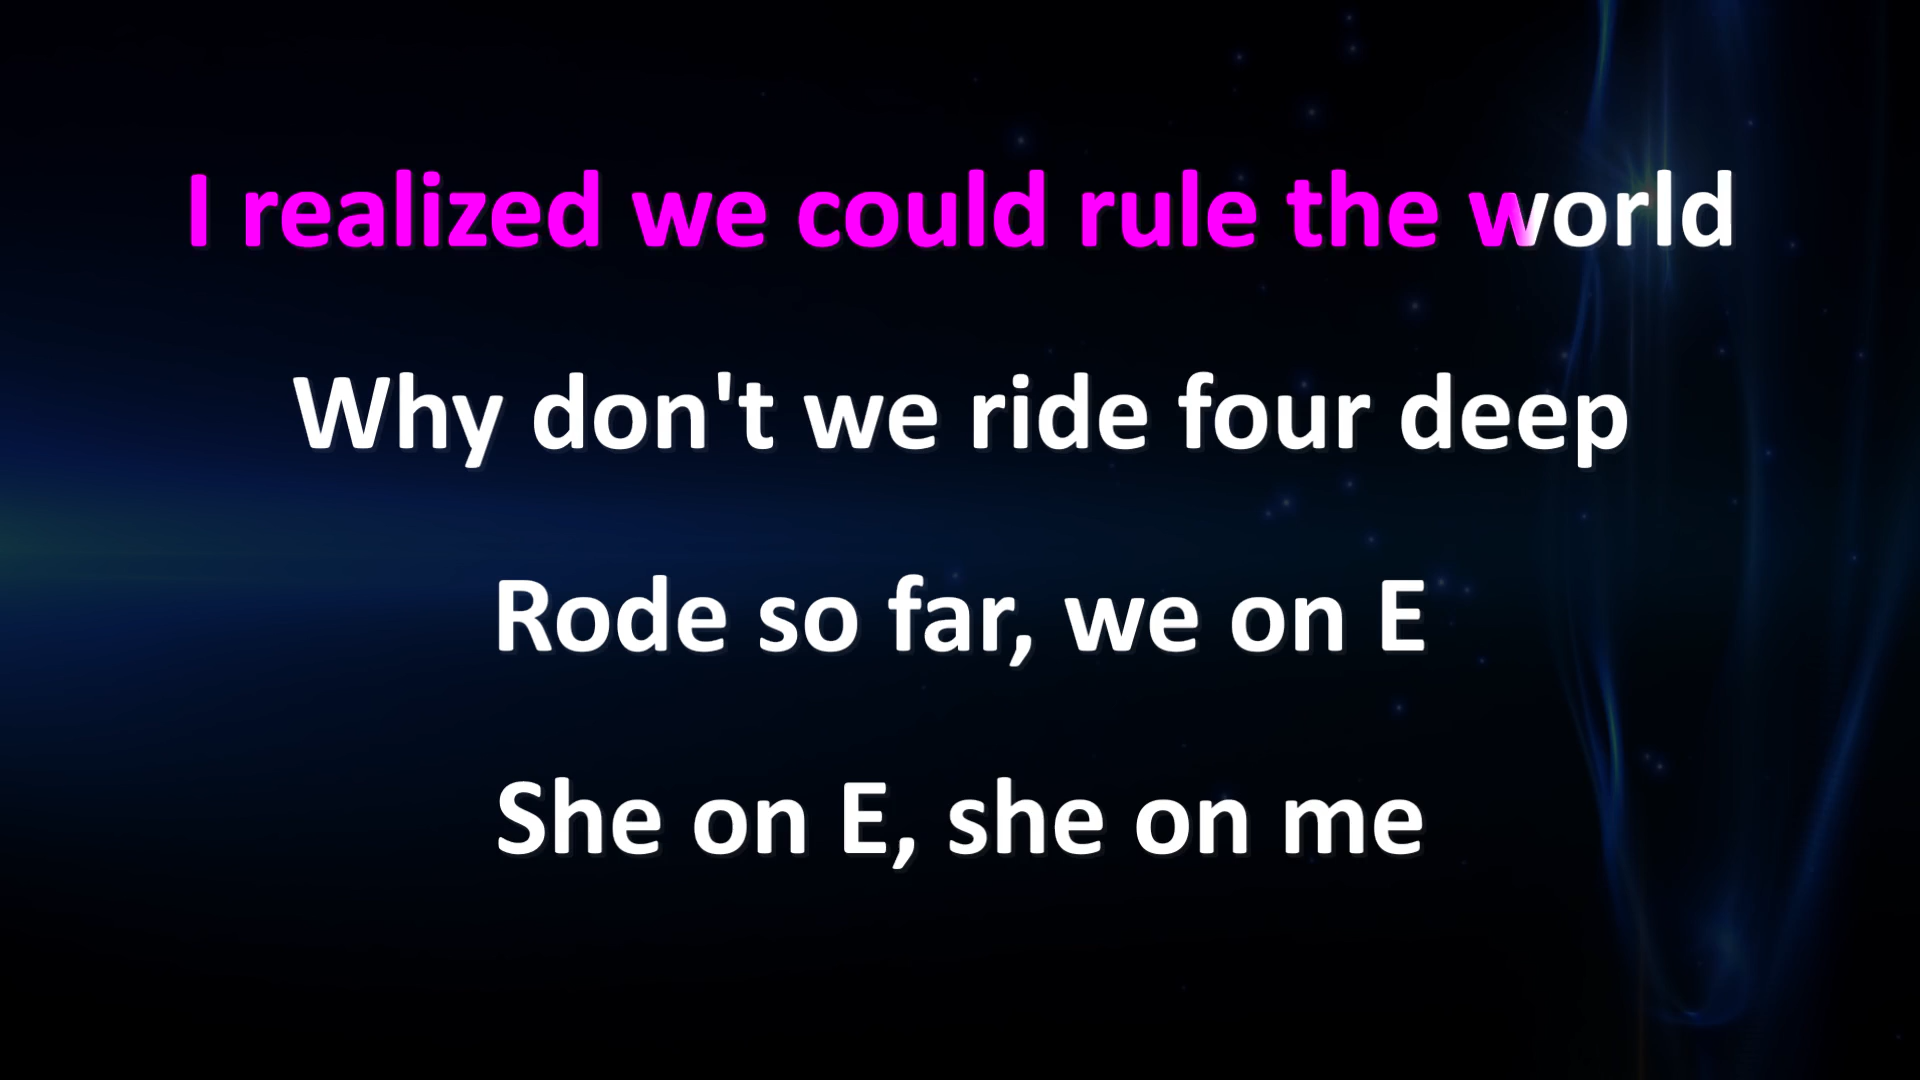 I realized we could rule the world
Why don't we ride four deep
Rode so far, we on E
She on E, she on me